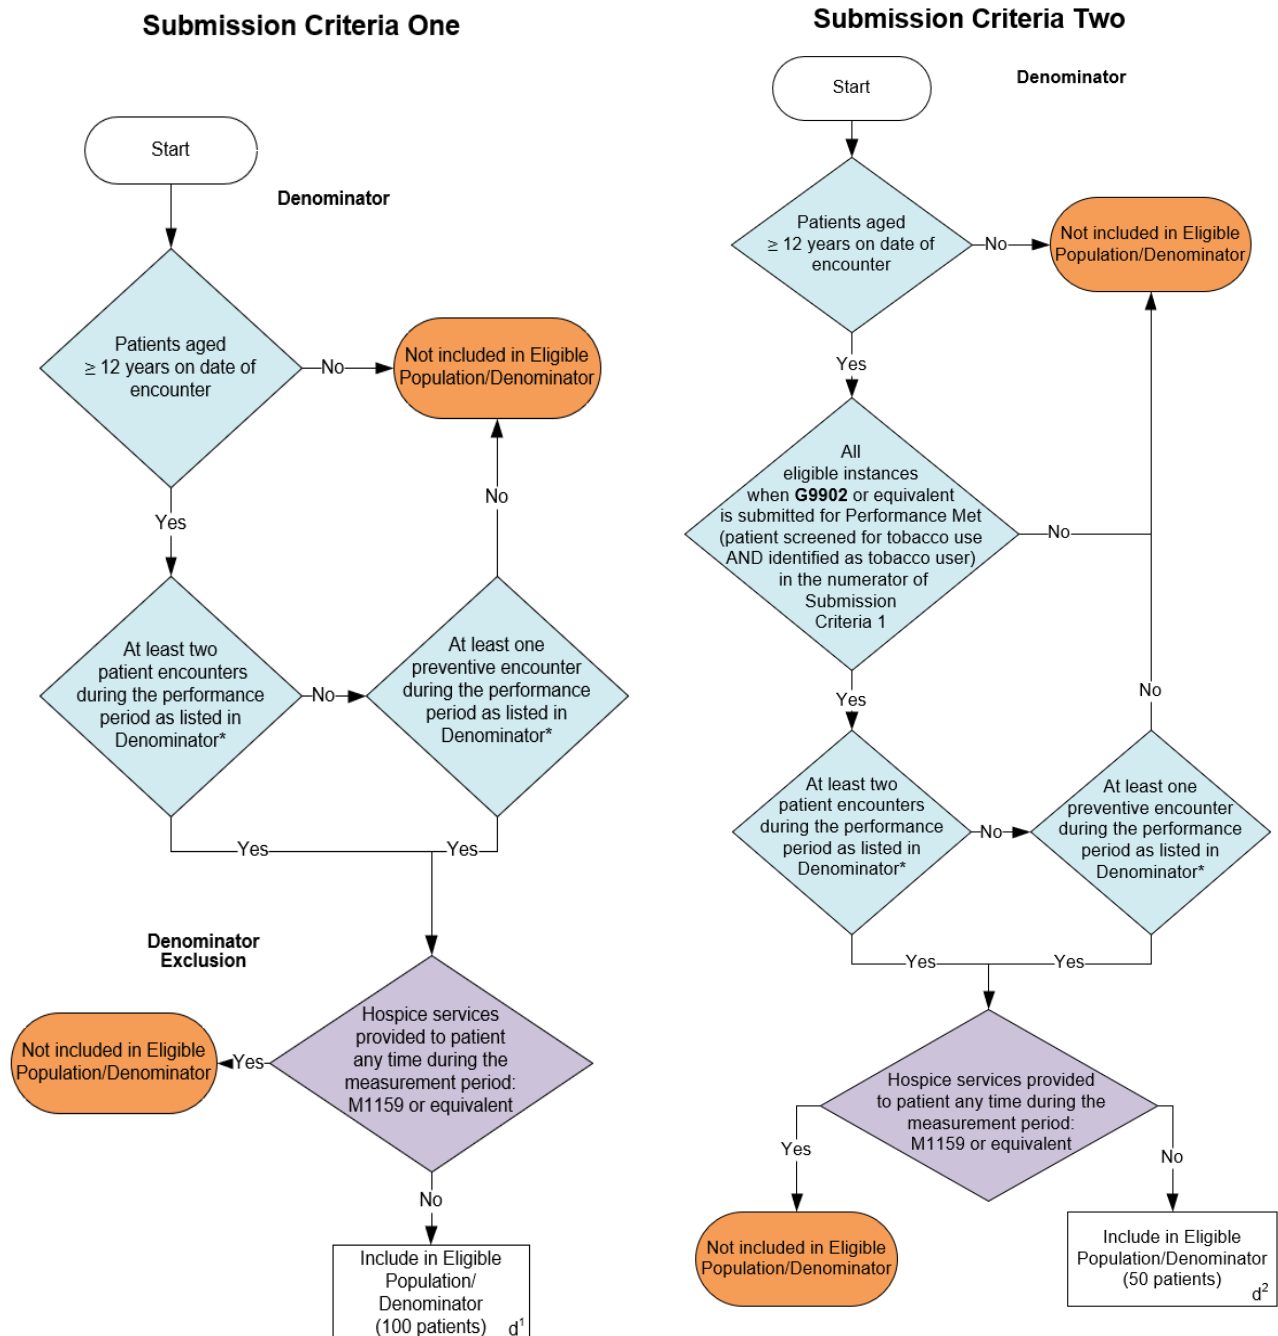 Submission Criteria One
Start
Denominator
Patients aged
≥ 12 years on date of
encounter
No
Not included in Eligible
Population/Denominator
Yes
No
At least two
patient encounters
during the performance
period as listed in
Denominator*
No
At least one
preventive encounter
during the performance
period as listed in
Denominator*
Yes
Yes
Denominator
Exclusion
Hospice services
provided to patient
any time during the
measurement period:
M1159 or equivalent
Yes
Not included in Eligible
Population/Denominator
No
Include in Eligible
Population/
Denominator
(100 patients) d¹
Submission Criteria Two
Denominator
Start
Patients aged
≥ 12 years on date of
encounter
No
Not included in Eligible
Population/Denominator
Yes
All
eligible instances
when G9902 or equivalent
is submitted for Performance Met
(patient screened for tobacco use
AND identified as tobacco user)
in the numerator of
Submission
Criteria 1
No
Yes
No
At least two
patient encounters
during the performance
period as listed in
Denominator*
No
At least one
preventive encounter
during the performance
period as listed in
Denominator*
Yes
Yes
Hospice services provided
to patient any time during the
measurement period:
M1159 or equivalent
Yes
No
Not included in Eligible
Population/Denominator
Include in Eligible
Population/Denominator
(50 patients)
d²